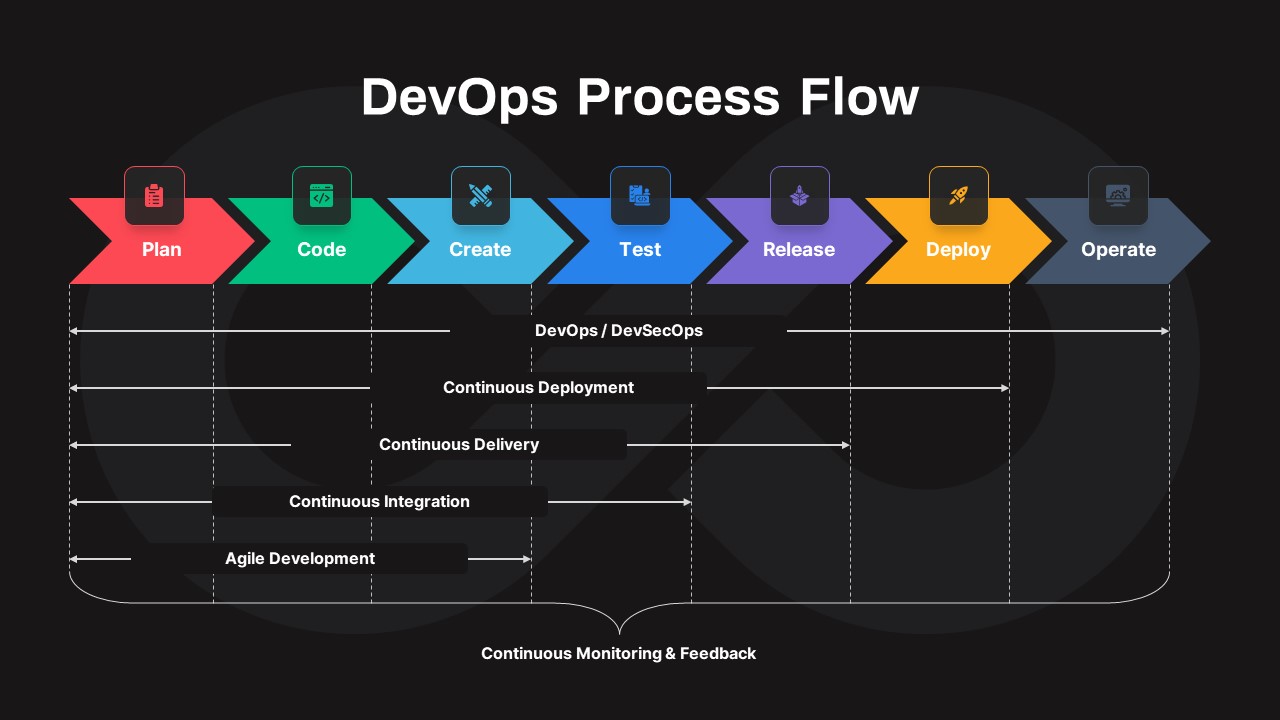 DevOps Process Flow
Plan
Code
Create
Test
Release
Deploy
Operate
DevOps / DevSecOps
Continuous Deployment
Continuous Delivery
Continuous Integration
Agile Development
Continuous Monitoring & Feedback